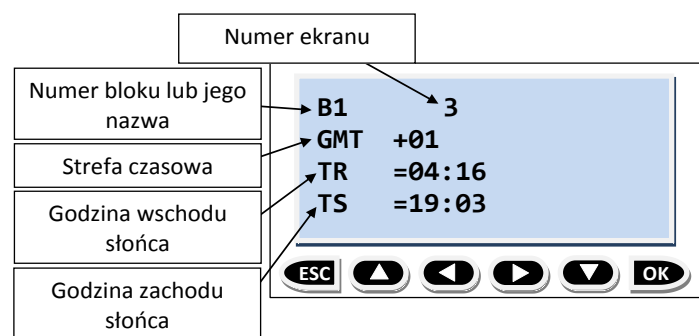 Numer ekranu
Numer bloku lub jego
nazwa
Strefa czasowa
Godzina wschodu
słońca
Godzina zachodu
słońca
B1 3
GMT +01
TR =04:16
TS =19:03
ESC OK